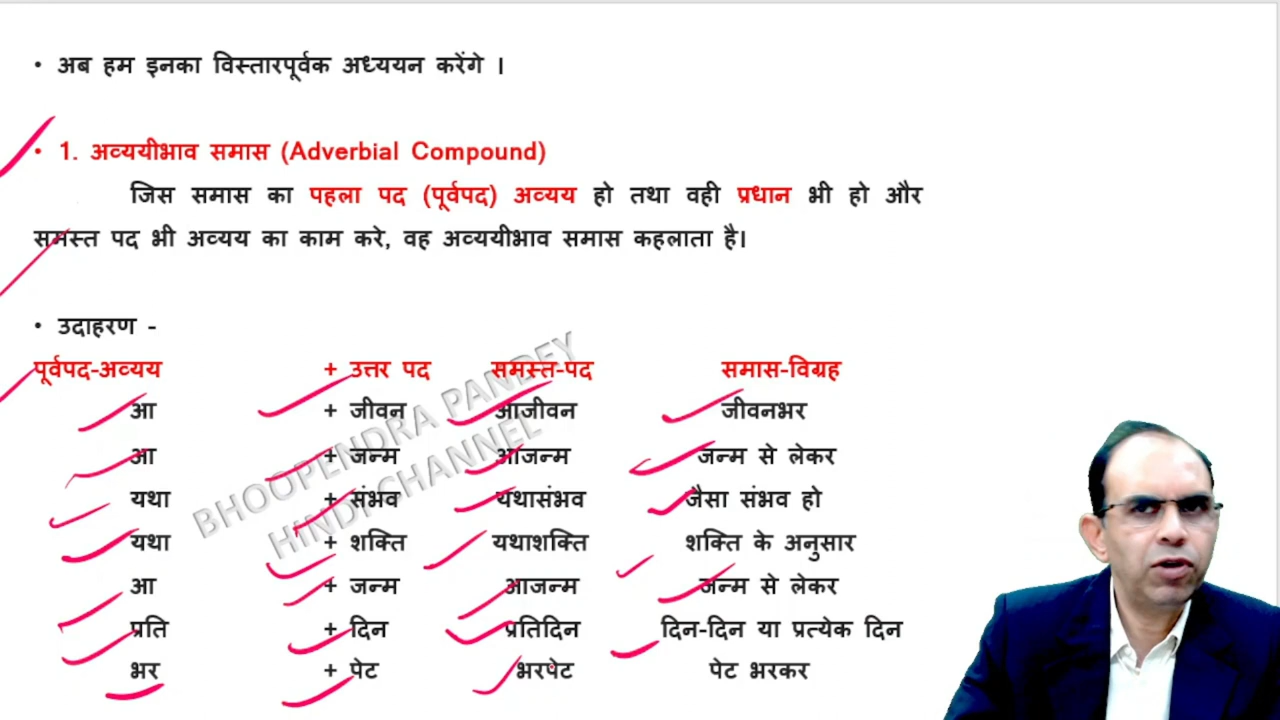 • अब हम इनका विस्तारपूर्वक अध्ययन करेंगे ।
• 1. अव्ययीभाव समास (Adverbial Compound)
जिस समास का पहला पद (पूर्वपद) अव्यय हो तथा वही प्रधान भी हो और
समस्त पद भी अव्यय का काम करे, वह अव्ययीभाव समास कहलाता है।
• उदाहरण -
पूर्वपद-अव्यय + उत्तर पद समस्त-पद समास-विग्रह
आ + जीवन आजीवन जीवनभर
आ + जन्म आजन्म जन्म से लेकर
यथा + संभव यथासंभव जैसा संभव हो
यथा + शक्ति यथाशक्ति शक्ति के अनुसार
आ + जन्म आजन्म जन्म से लेकर
प्रति + दिन प्रतिदिन दिन-दिन या प्रत्येक दिन
भर + पेट भरपेट पेट भरकर
BHOOPENDRA PANDEY
HINDI CHANNEL